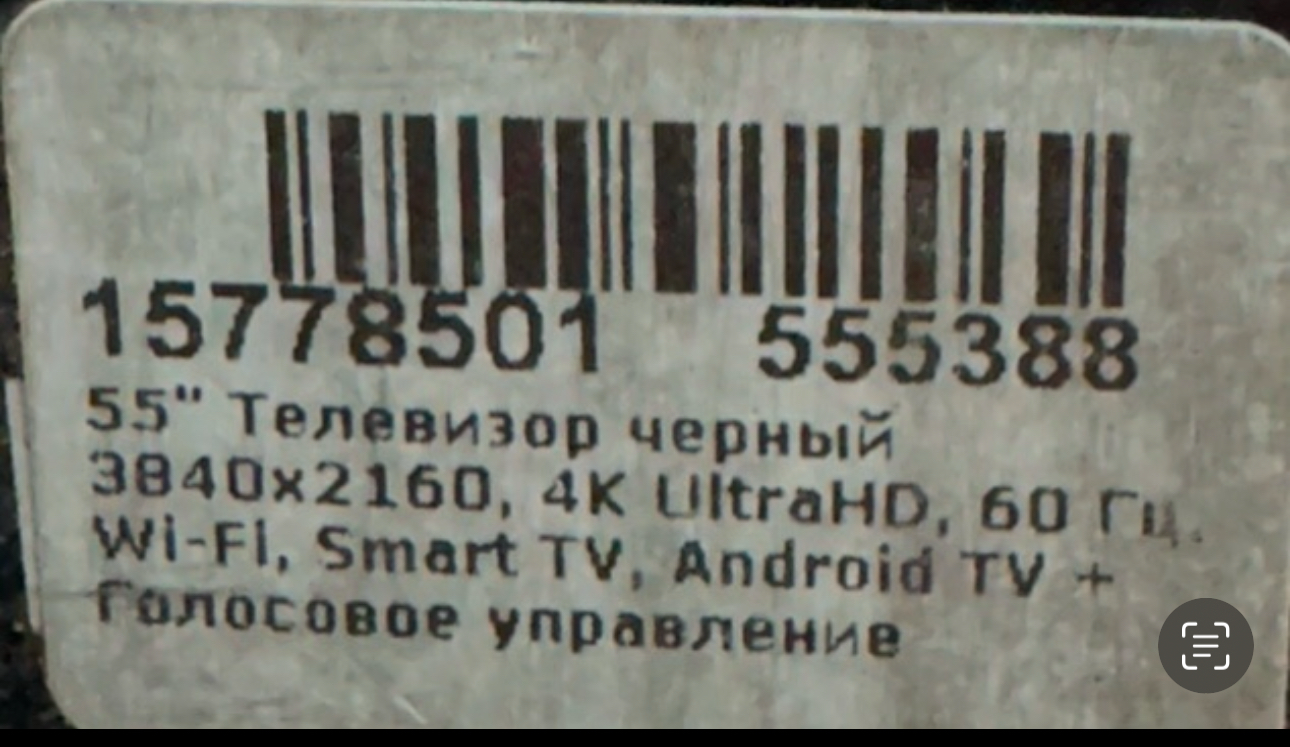 15778501 555388
55" Телевизор черный
3840x2160, 4K UltraHD, 60 Гц.
Wi-Fi, Smart TV, Android TV +
Голосовое управление